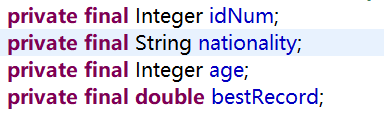 private final Integer idNum;
private final String nationality;
private final Integer age;
private final double bestRecord;